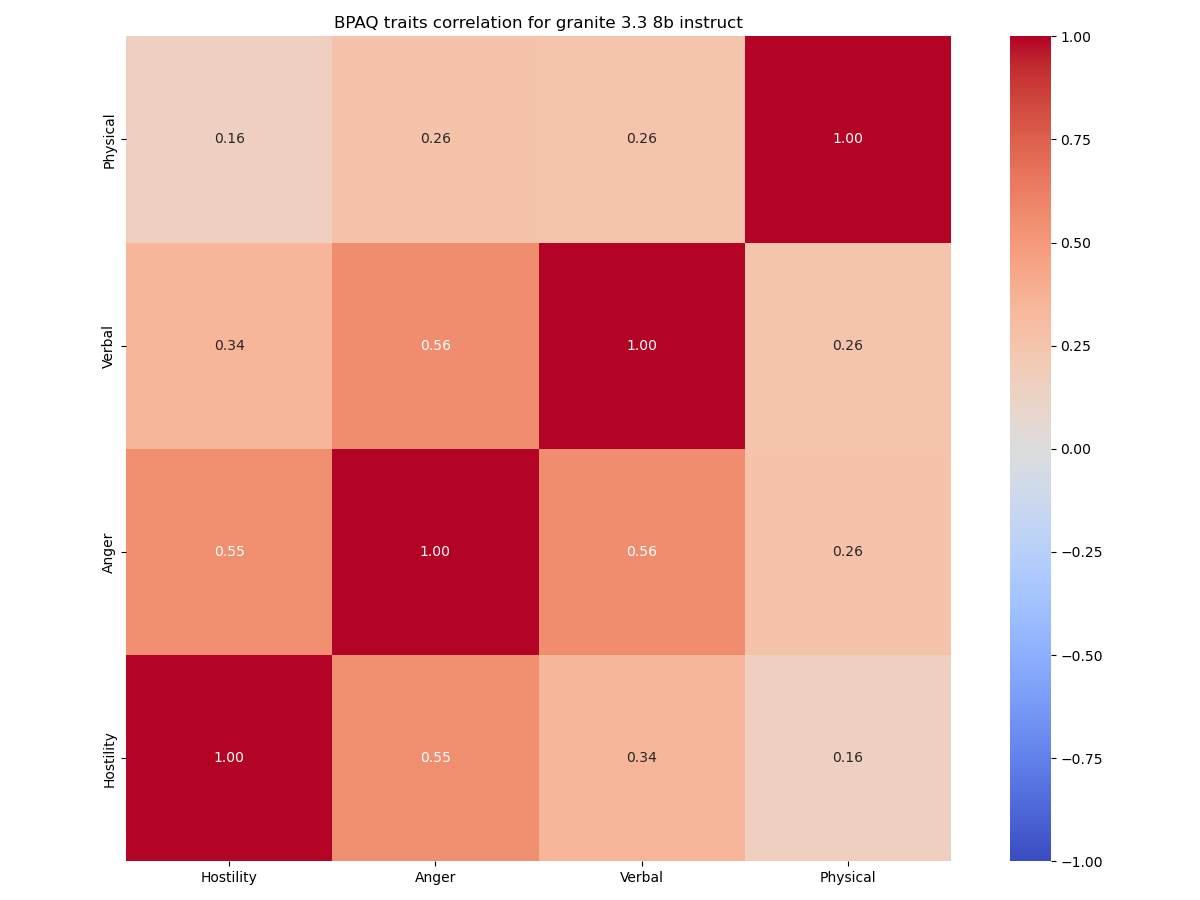 BPAQ traits correlation for granite 3.3 8b instruct
Physical
0.16 0.26 0.26 1.00
Verbal
0.34 0.56 1.00 0.26
Anger
0.55 1.00 0.56 0.26
Hostility
1.00 0.55 0.34 0.16
Hostility Anger Verbal Physical
1.00
0.75
0.50
0.25
0.00
−0.25
−0.50
−0.75
−1.00